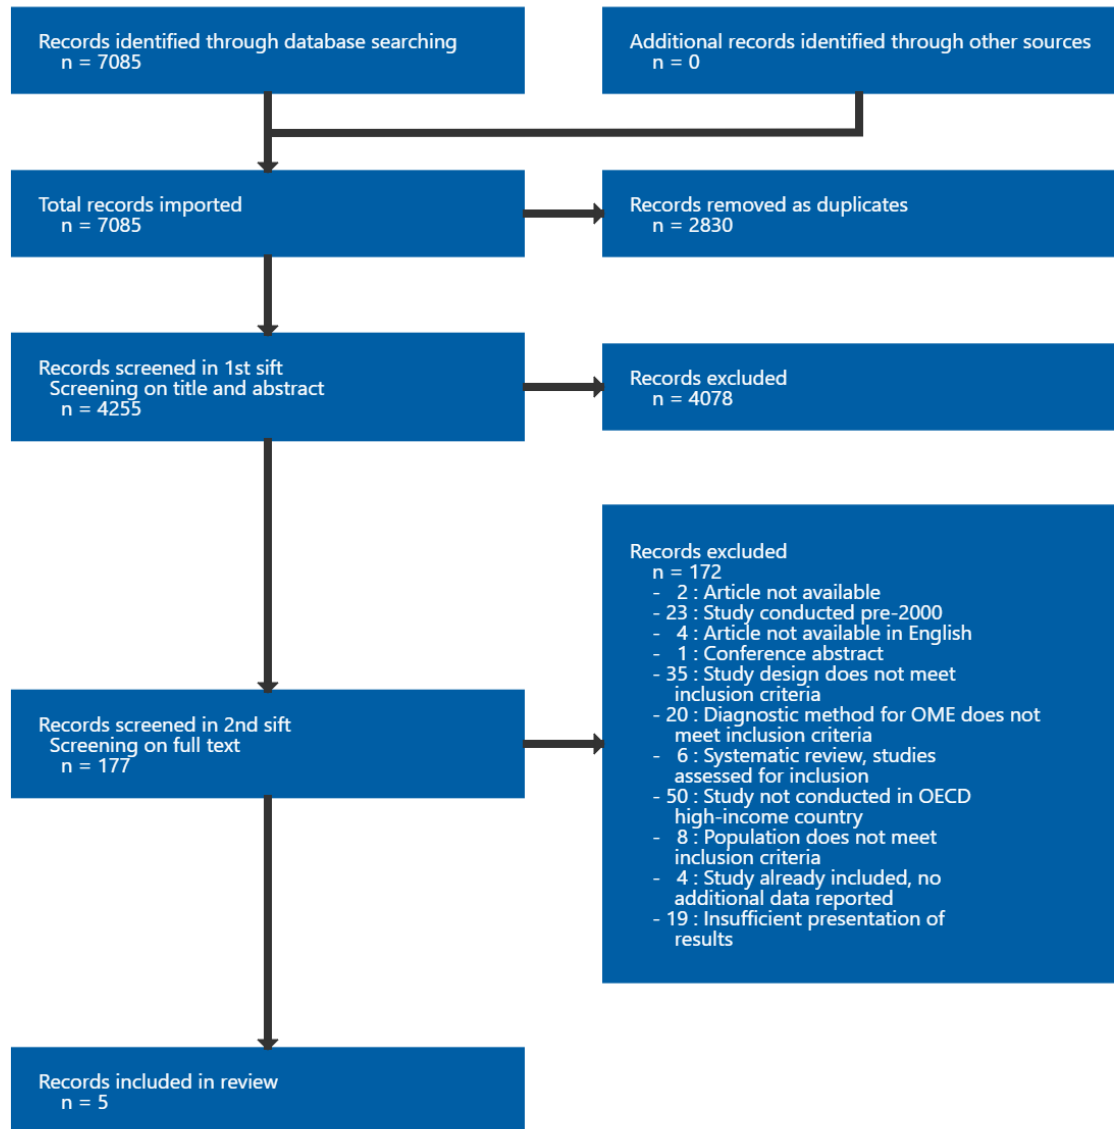 Records identified through database searching
n = 7085
Additional records identified through other sources
n = 0
Total records imported
n = 7085
Records removed as duplicates
n = 2830
Records screened in 1st sift
Screening on title and abstract
n = 4255
Records excluded
n = 4078
Records screened in 2nd sift
Screening on full text
n = 177
Records excluded
n = 172
- 2 : Article not available
- 23 : Study conducted pre-2000
- 4 : Article not available in English
- 1 : Conference abstract
- 35 : Study design does not meet
inclusion criteria
- 20 : Diagnostic method for OME does not
meet inclusion criteria
- 6 : Systematic review, studies
assessed for inclusion
- 50 : Study not conducted in OECD
high-income country
- 8 : Population does not meet
inclusion criteria
- 4 : Study already included, no
additional data reported
- 19 : Insufficient presentation of
results
Records included in review
n = 5